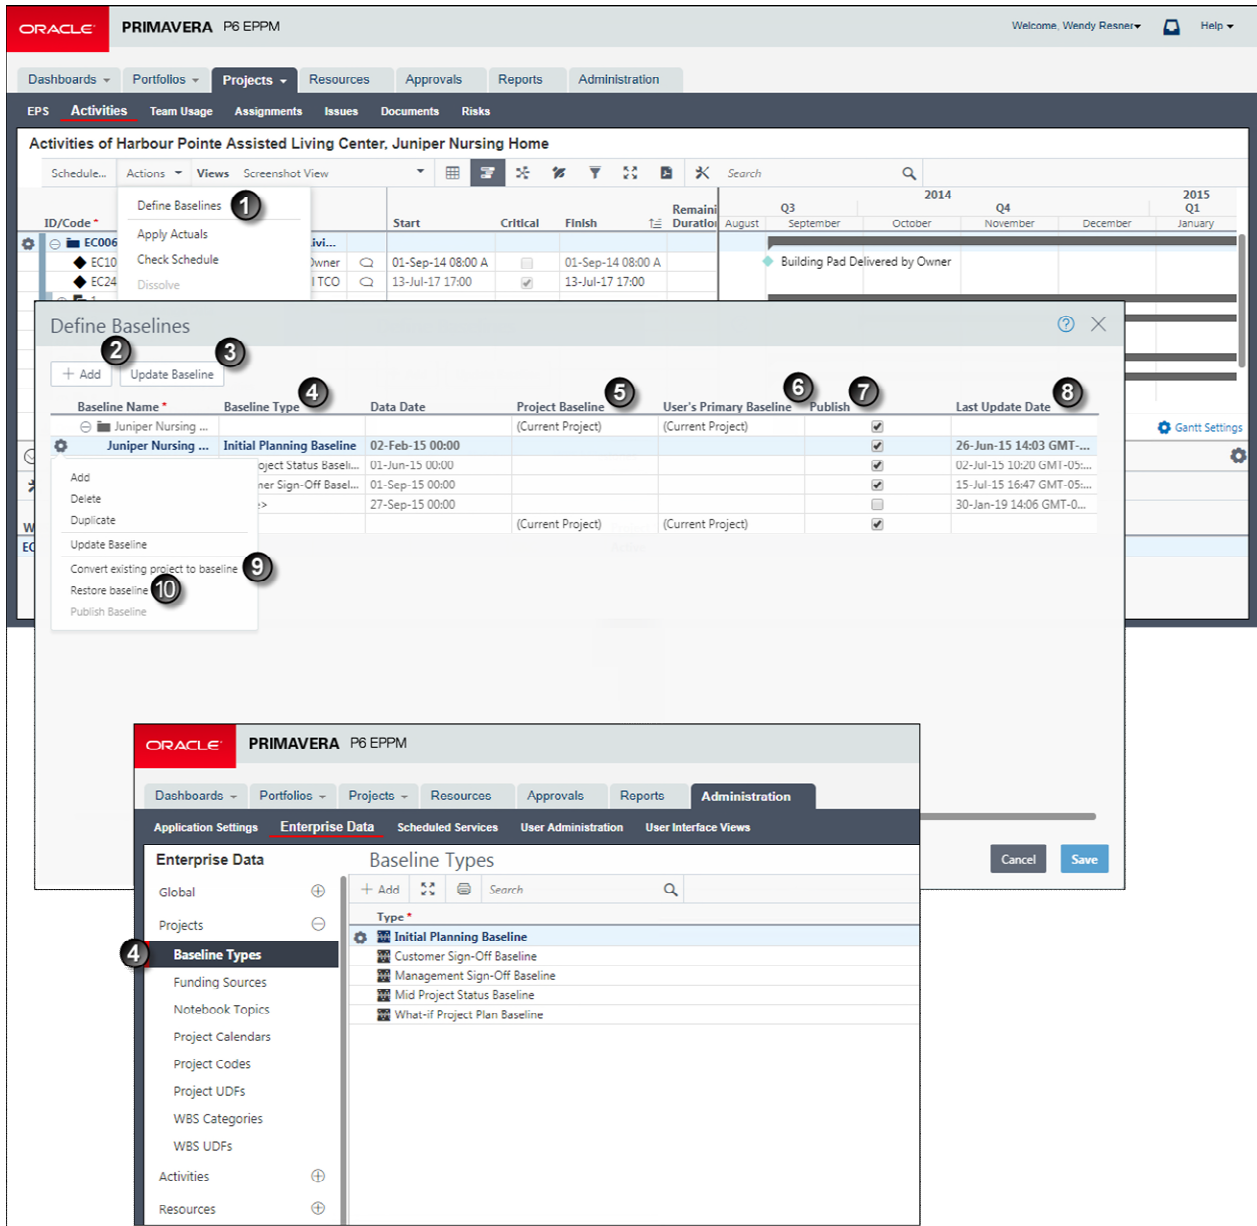 ORACLE PRIMAVERA P6 EPPM Welcome, Wendy Resner Help
Dashboards Portfolios Projects Resources Approvals Reports Administration
EPS Activities Team Usage Assignments Issues Documents Risks
Activities of Harbour Pointe Assisted Living Center, Juniper Nursing Home
Schedule... Actions Views Screenshot View Search
Define Baselines 1
Apply Actuals
Check Schedule
Dissolve
2014 2015
Remaini Q3 Q4 Q1
ID/Code * Start Critical Finish Duration August September October November December January
EC006 Livi...
EC10 Owner 01-Sep-14 08:00 A 01-Sep-14 08:00 A Building Pad Delivered by Owner
EC24 l TCO 13-Jul-17 17:00 13-Jul-17 17:00
Define Baselines
2 3
+ Add Update Baseline
4 5 6 7 8
Baseline Name * Baseline Type Data Date Project Baseline User's Primary Baseline Publish Last Update Date
Juniper Nursing ... (Current Project) (Current Project)
Juniper Nursing ... Initial Planning Baseline 02-Feb-15 00:00 26-Jun-15 14:03 GMT-...
oject Status Baseli... 01-Jun-15 00:00 02-Jul-15 10:20 GMT-05:...
ner Sign-Off Basel... 01-Sep-15 00:00 15-Jul-15 16:47 GMT-05:...
e> 27-Sep-15 00:00 30-Jan-19 14:06 GMT-0...
(Current Project) (Current Project)
Gantt Settings
W
EC
Add
Delete
Duplicate
Update Baseline
Convert existing project to baseline 9
Restore baseline 10
Publish Baseline
Cancel Save
ORACLE PRIMAVERA P6 EPPM
Dashboards Portfolios Projects Resources Approvals Reports Administration
Application Settings Enterprise Data Scheduled Services User Administration User Interface Views
Enterprise Data
Global
Projects
4 Baseline Types
Funding Sources
Notebook Topics
Project Calendars
Project Codes
Project UDFs
WBS Categories
WBS UDFs
Activities
Resources
Baseline Types
+ Add Search
Type *
Initial Planning Baseline
Customer Sign-Off Baseline
Management Sign-Off Baseline
Mid Project Status Baseline
What-if Project Plan Baseline